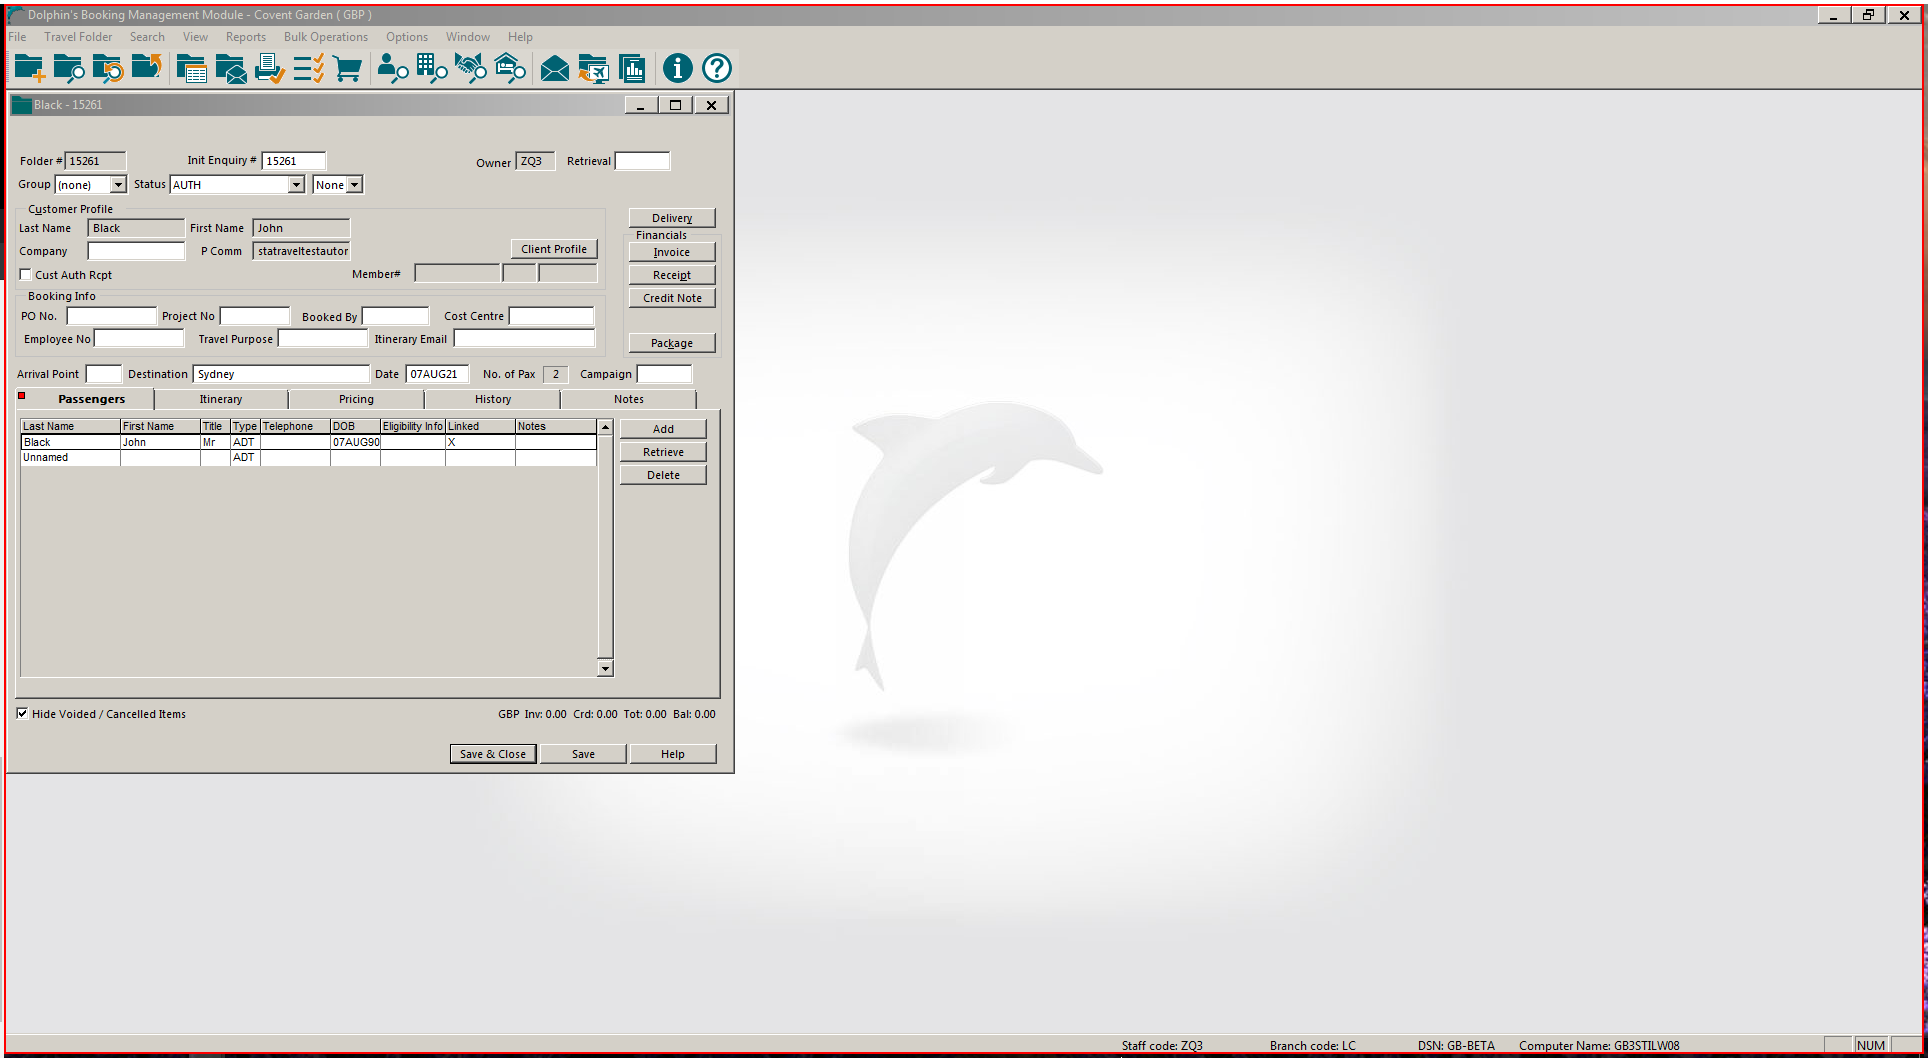 Dolphin's Booking Management Module - Covent Garden ( GBP )
File Travel Folder Search View Reports Bulk Operations Options Window Help
Black - 15261
Folder # 15261 Init Enquiry # 15261 Owner ZQ3 Retrieval
Group (none) Status AUTH None
Customer Profile
Last Name Black First Name John Delivery
Financials
Company P Comm statraveltestautor Client Profile Invoice
Cust Auth Rcpt Member# Receipt
Booking Info Credit Note
PO No. Project No Booked By Cost Centre
Employee No Travel Purpose Itinerary Email Package
Arrival Point Destination Sydney Date 07AUG21 No. of Pax 2 Campaign
Passengers Itinerary Pricing History Notes
Last Name First Name Title Type Telephone DOB Eligibility Info Linked Notes Add
Black John Mr ADT 07AUG90 X
Unnamed ADT Retrieve
Delete
Hide Voided / Cancelled Items GBP Inv: 0.00 Crd: 0.00 Tot: 0.00 Bal: 0.00
Save & Close Save Help
Staff code: ZQ3 Branch code: LC DSN: GB-BETA Computer Name: GB3STILW08 NUM